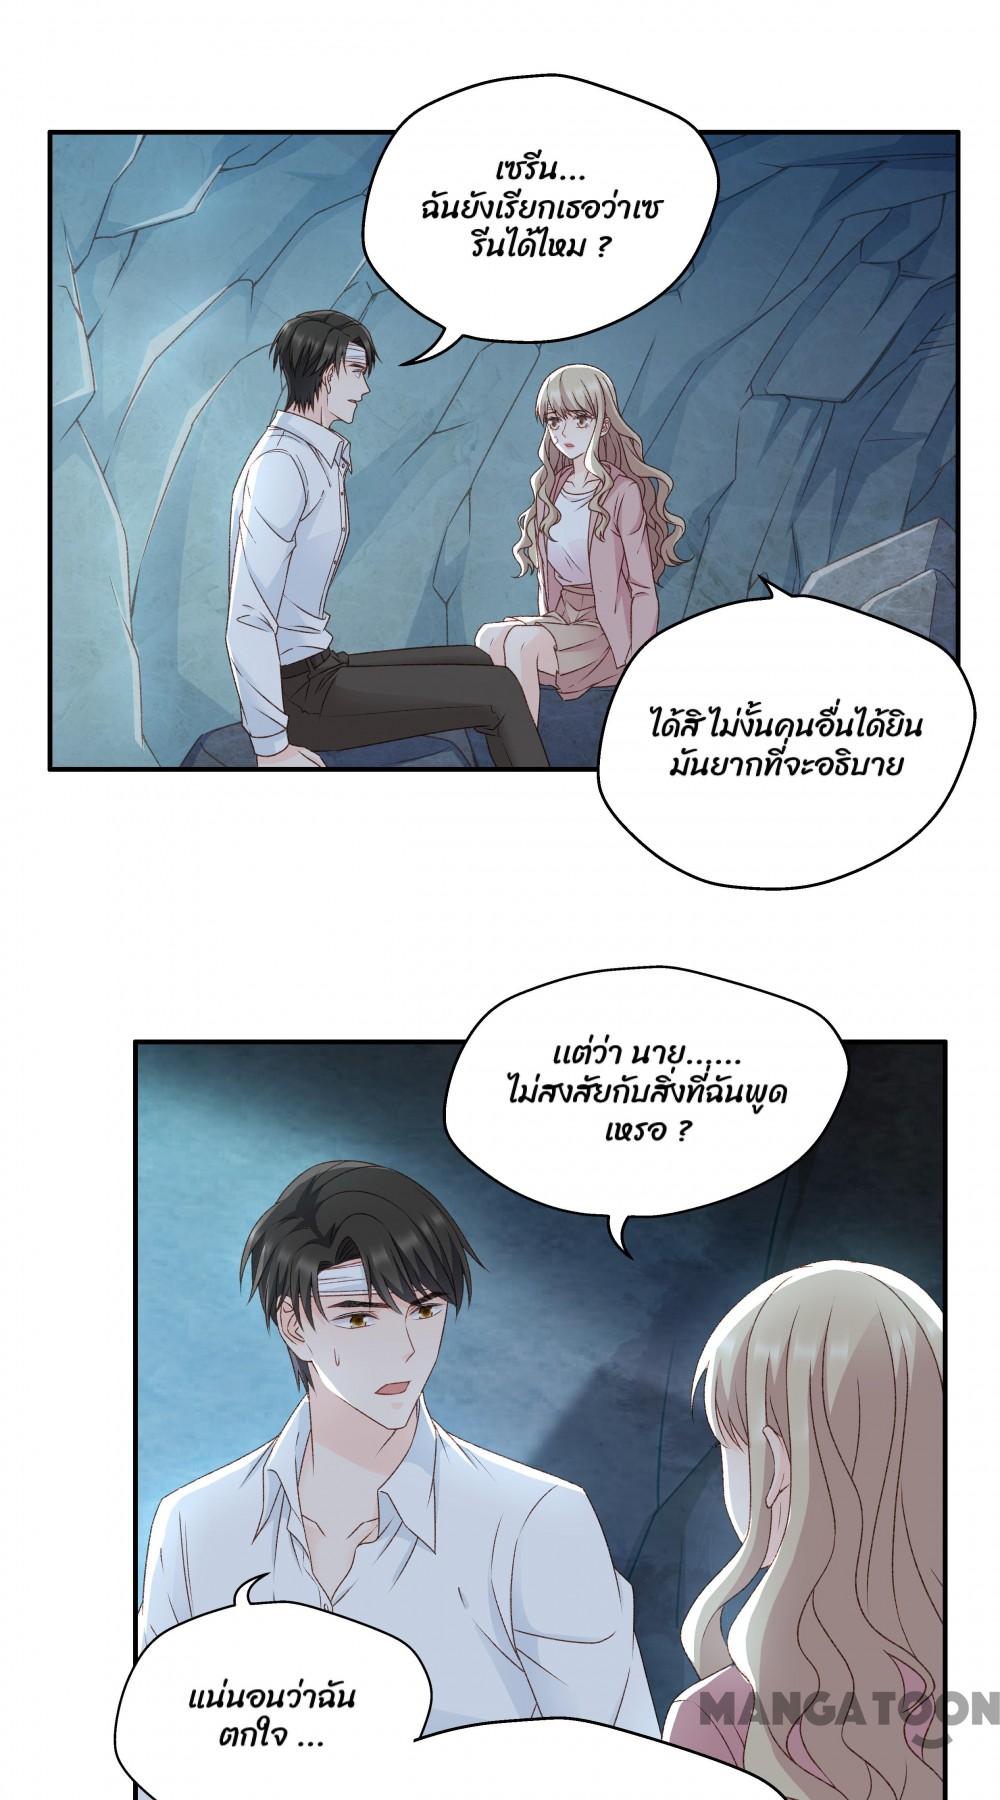 เซรีน...
ฉันยังเรียกเธอว่าเซ
รีนได้ไหม ?
ได้สิ ไม่งั้นคนอื่นได้ยิน
มันยากที่จะอธิบาย
แต่ว่า นาย......
ไม่สงสัยกับสิ่งที่ฉันพูด
เหรอ ?
แน่นอนว่าฉัน
ตกใจ ...
MANGATOON